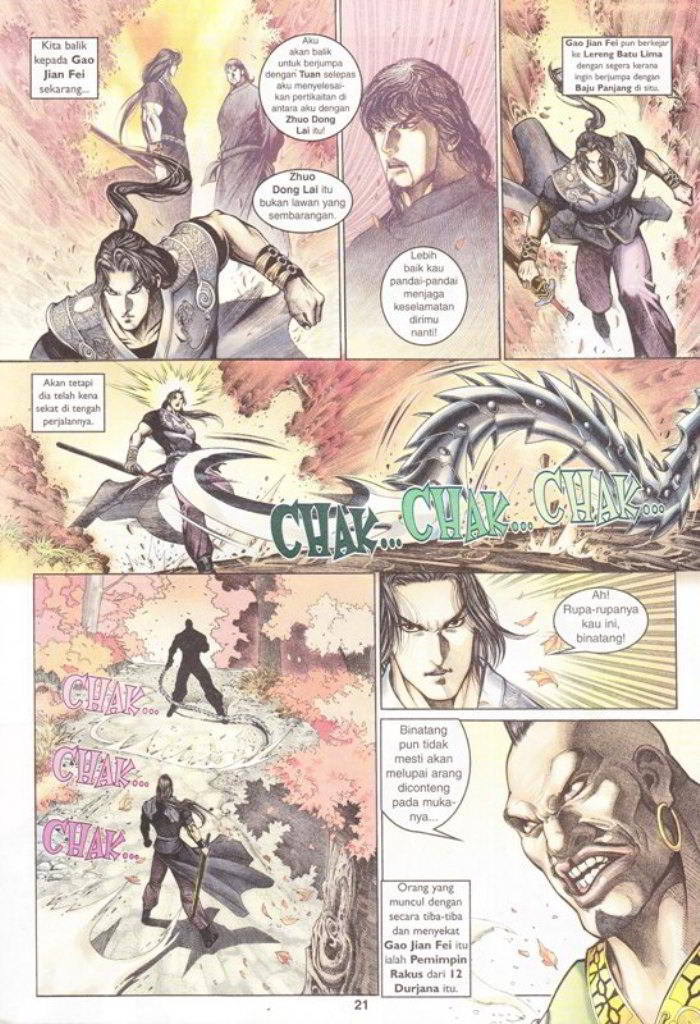 Kita balik
kepada Gao
Jian Fei
sekarang...
Aku
akan balik
untuk berjumpa
dengan Tuan selepas
aku menyelesai-
kan pertikaitan di
antara aku dengan
Zhuo Dong
Lai itu!
Zhuo
Dong Lai itu
bukan lawan yang
sembarangan.
Lebih
baik kau
pandai-pandai
menjaga
keselamatan
dirimu
nanti!
Gao Jian Fei pun berkejar
ke Lereng Batu Lima
dengan segera kerana
ingin berjumpa dengan
Baju Panjang di situ.
Akan tetapi
dia telah kena
sekat di tengah
perjalannya.
CHAK... CHAK... CHAK...
CHAK...
CHAK...
CHAK...
Ah!
Rupa-rupanya
kau ini,
binatang!
Binatang
pun tidak
mesti akan
melupai arang
diconteng
pada muka-
nya...
Orang yang
muncul dengan
secara tiba-tiba
dan menyekat
Gao Jian Fei itu
ialah Pemimpin
Rakus dari 12
Durjana itu.
21